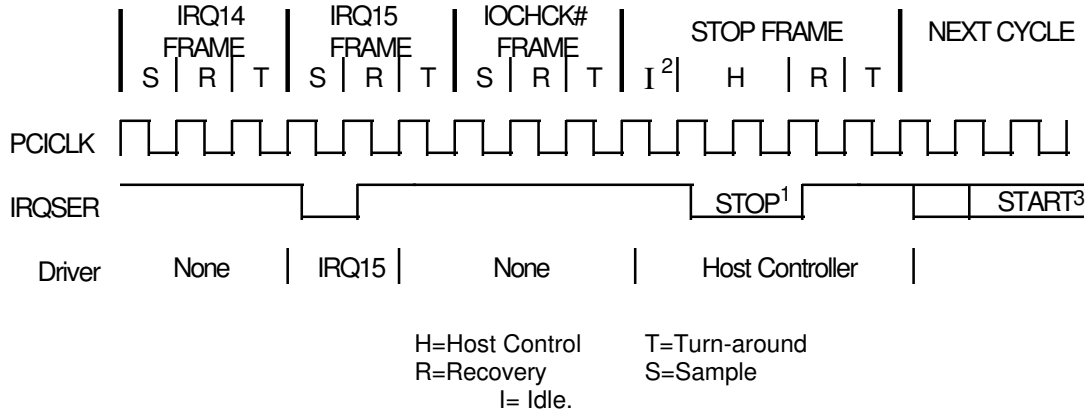 IRQ14 FRAME IRQ15 FRAME IOCHCK# FRAME STOP FRAME NEXT CYCLE
S R T S R T S R T I 2 H R T
PCICLK
IRQSER STOP1 START3
Driver None IRQ15 None Host Controller
H=Host Control T=Turn-around
R=Recovery S=Sample
I= Idle.